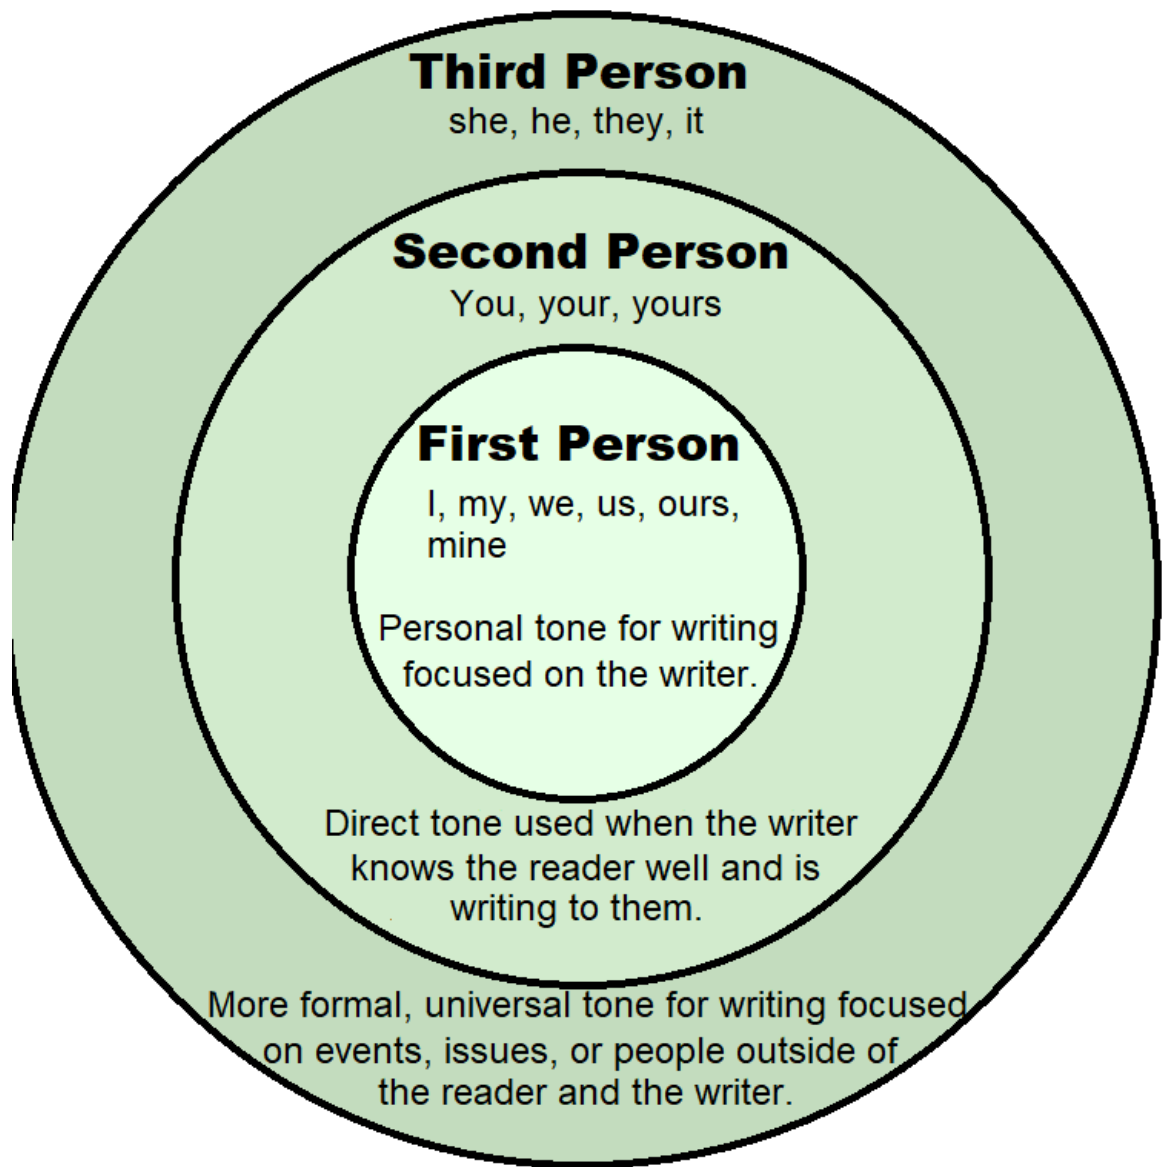 Third Person
she, he, they, it
Second Person
You, your, yours
First Person
I, my, we, us, ours,
mine
Personal tone for writing
focused on the writer.
Direct tone used when the writer
knows the reader well and is
writing to them.
More formal, universal tone for writing focused
on events, issues, or people outside of
the reader and the writer.